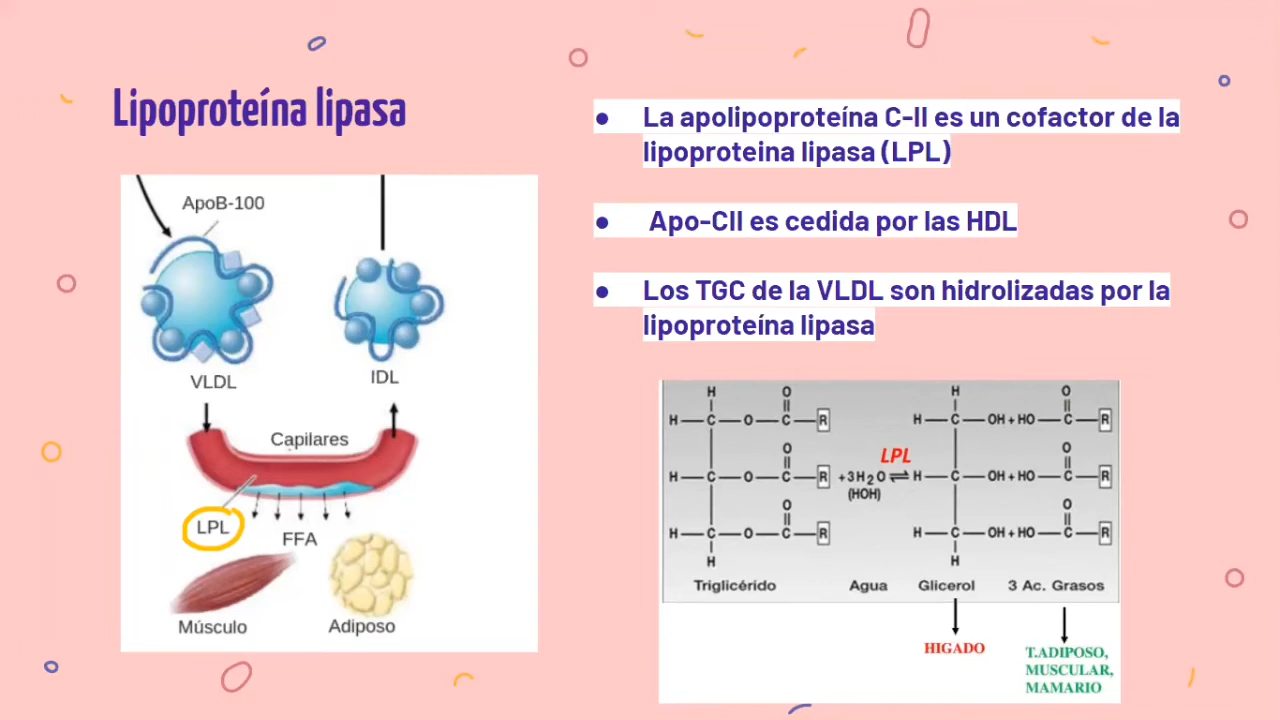 Lipoproteína lipasa
● La apolipoproteína C-II es un cofactor de la
lipoproteina lipasa (LPL)
● Apo-CII es cedida por las HDL
● Los TGC de la VLDL son hidrolizadas por la
lipoproteína lipasa
ApoB-100
VLDL
IDL
Capilares
LPL
FFA
Músculo
Adiposo
H O H O
H—C—O—C—R H—C—OH+HO—C—R
O LPL O
H—C—O—C—R +3H2O ⇌ H—C—OH+HO—C—R
(HOH)
O O
H—C—O—C—R H—C—OH+HO—C—R
H H
Triglicérido Agua Glicerol 3 Ac. Grasos
HIGADO
T.ADIPOSO,
MUSCULAR,
MAMARIO